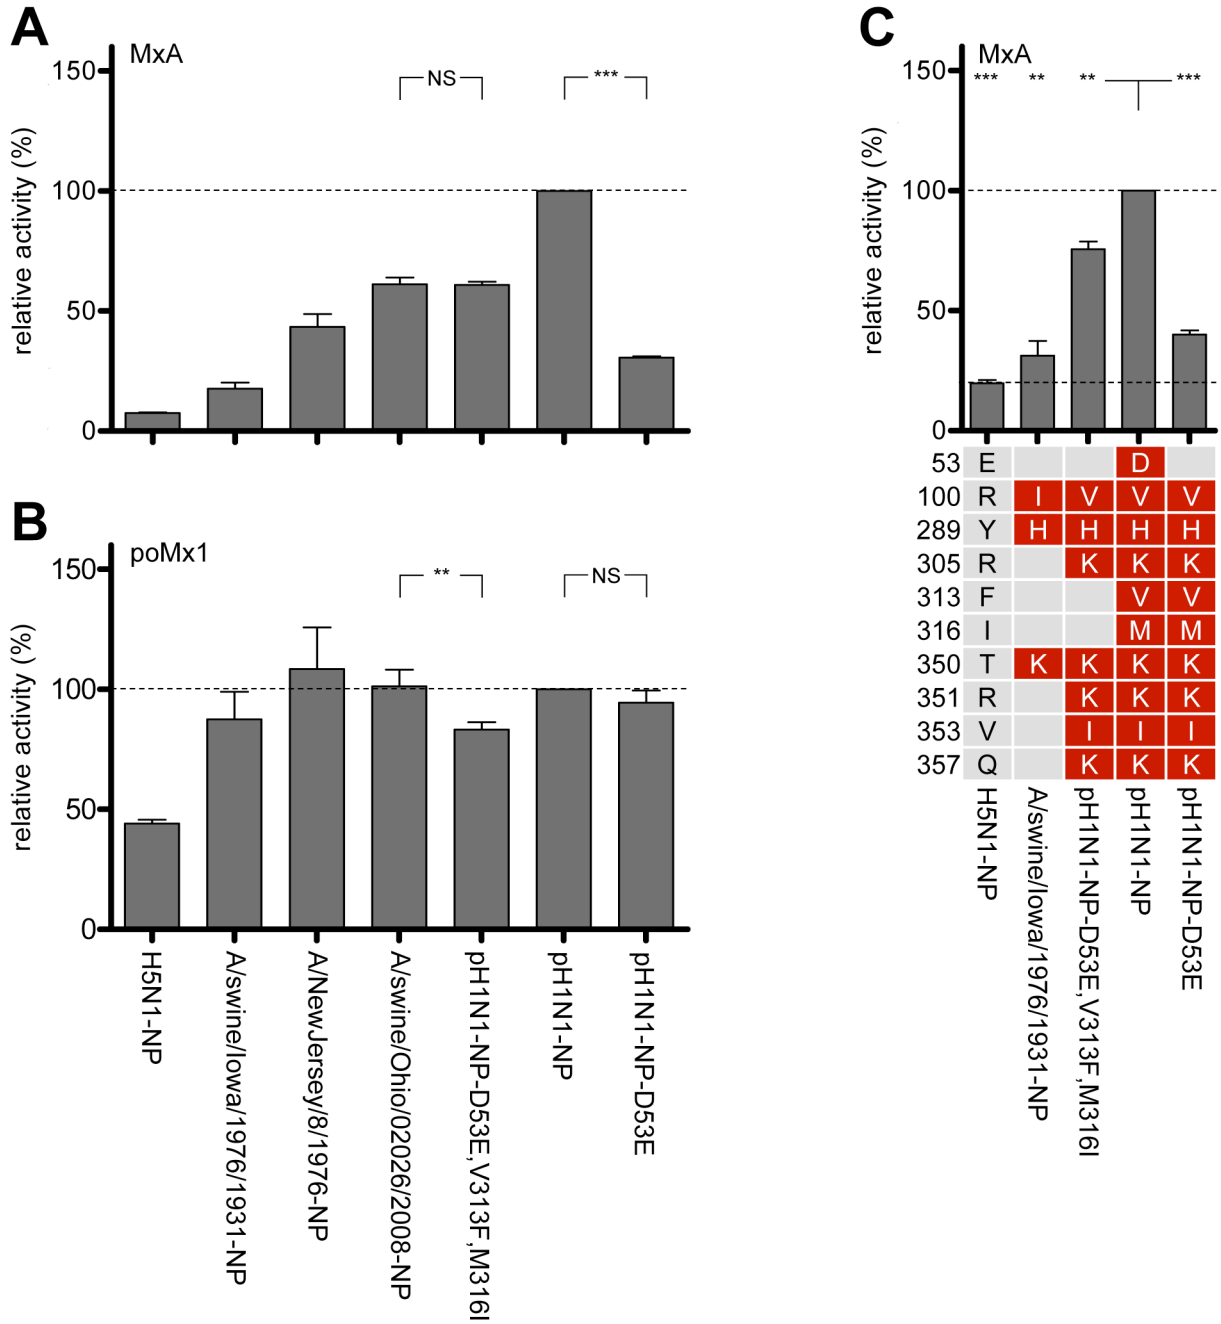 A
MxA
150
100
50
0
relative activity (%)
NS
***
B
poMx1
150
100
50
0
relative activity (%)
**
NS
H5N1-NP
A/swine/Iowa/1976/1931-NP
A/NewJersey/8/1976-NP
A/swine/Ohio/02026/2008-NP
pH1N1-NP-D53E,V313F,M316I
pH1N1-NP
pH1N1-NP-D53E
C
MxA
150
100
50
0
relative activity (%)
*** ** ** ***
53 E D
100 R I V V V
289 Y H H H H
305 R K K K
313 F V V
316 I M M
350 T K K K K
351 R K K K
353 V I I I
357 Q K K K
H5N1-NP
A/swine/Iowa/1976/1931-NP
pH1N1-NP-D53E,V313F,M316I
pH1N1-NP
pH1N1-NP-D53E